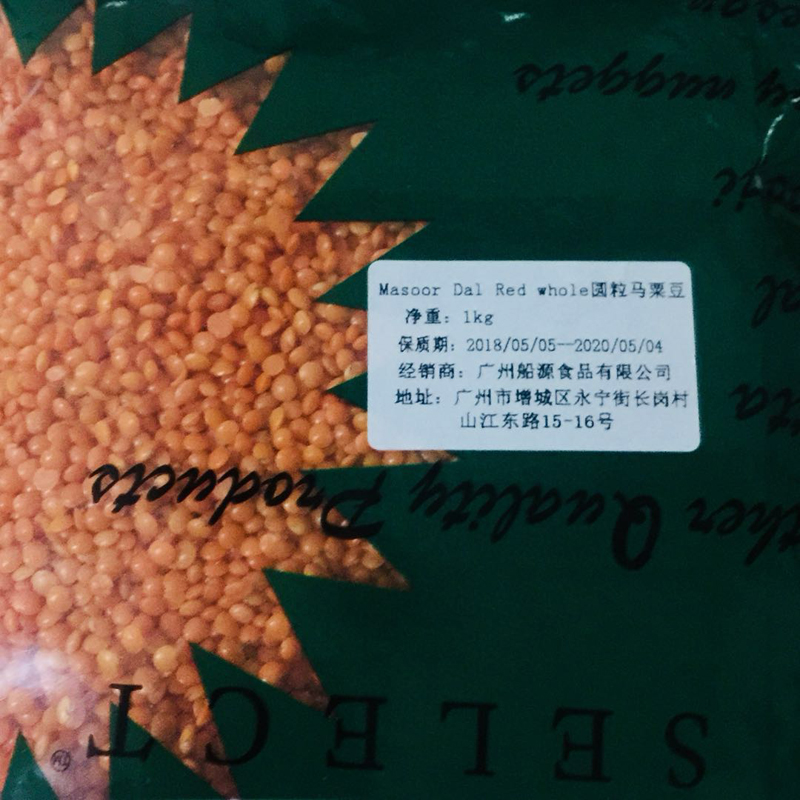 Masoor Dal Red whole圆粒马粟豆
净重：1kg
保质期：2018/05/05--2020/05/04
经销商：广州船源食品有限公司
地址：广州市增城区永宁街长岗村
山江东路15-16号
SELECT
ther Quality Products
nuggets